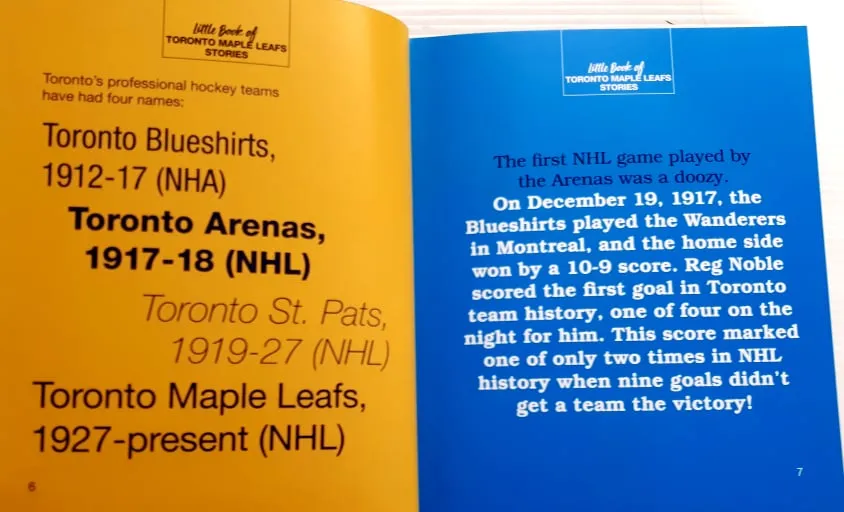 Little Book of
TORONTO MAPLE LEAFS
STORIES
Toronto's professional hockey teams
have had four names:
Toronto Blueshirts,
1912-17 (NHA)
Toronto Arenas,
1917-18 (NHL)
Toronto St. Pats,
1919-27 (NHL)
Toronto Maple Leafs,
1927-present (NHL)
6
Little Book of
TORONTO MAPLE LEAFS
STORIES
The first NHL game played by
the Arenas was a doozy.
On December 19, 1917, the
Blueshirts played the Wanderers
in Montreal, and the home side
won by a 10-9 score. Reg Noble
scored the first goal in Toronto
team history, one of four on the
night for him. This score marked
one of only two times in NHL
history when nine goals didn't
get a team the victory!
7